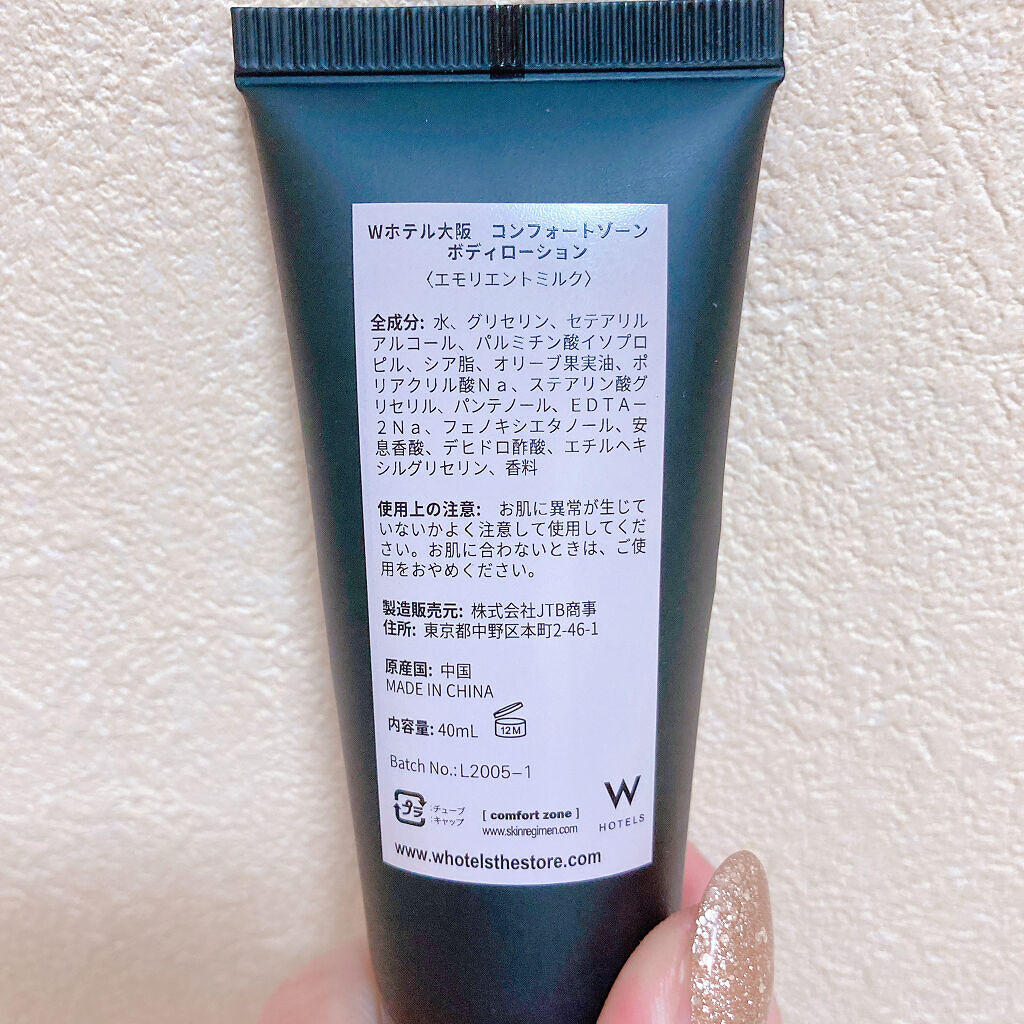 Wホテル大阪　コンフォートゾーン
ボディローション
〈エモリエントミルク〉
全成分: 水、グリセリン、セテアリル
アルコール、パルミチン酸イソプロ
ピル、シア脂、オリーブ果実油、ポ
リアクリル酸Ｎａ、ステアリン酸グ
リセリル、パンテノール、ＥＤＴＡ－
２Ｎａ、フェノキシエタノール、安
息香酸、デヒドロ酢酸、エチルヘキ
シルグリセリン、香料
使用上の注意:　お肌に異常が生じて
いないかよく注意して使用してくだ
さい。お肌に合わないときは、ご使
用をおやめください。
製造販売元: 株式会社JTB商事
住所: 東京都中野区本町2-46-1
原産国: 中国
MADE IN CHINA
内容量: 40mL 12M
Batch No.:L2005−1
プラ :チューブ
:キャップ
[ comfort zone ]
www.skinregimen.com
W
HOTELS
www.whotelsthestore.com